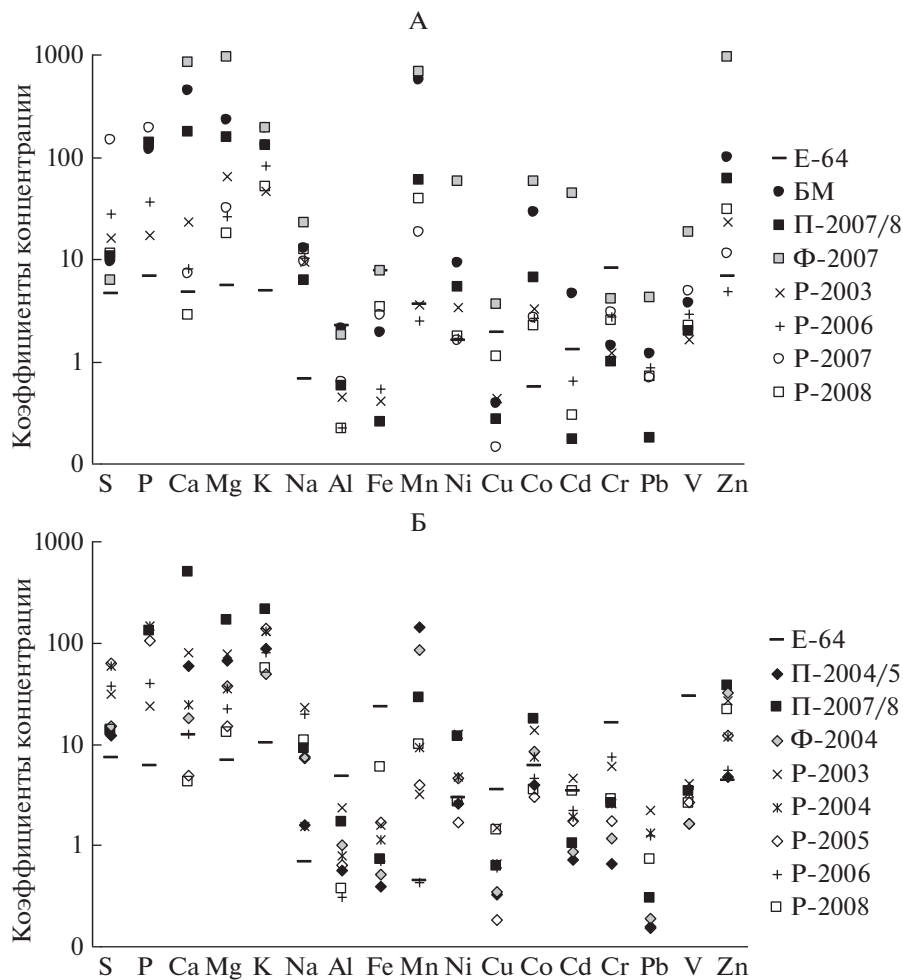 А
Коэффициенты концентрации
1000
100
10
1
0
S P Ca Mg K Na Al Fe Mn Ni Cu Co Cd Cr Pb V Zn
Е-64
БМ
П-2007/8
Ф-2007
Р-2003
Р-2006
Р-2007
Р-2008
Б
Коэффициенты концентрации
1000
100
10
1
0
S P Ca Mg K Na Al Fe Mn Ni Cu Co Cd Cr Pb V Zn
Е-64
П-2004/5
П-2007/8
Ф-2004
Р-2003
Р-2004
Р-2005
Р-2006
Р-2008